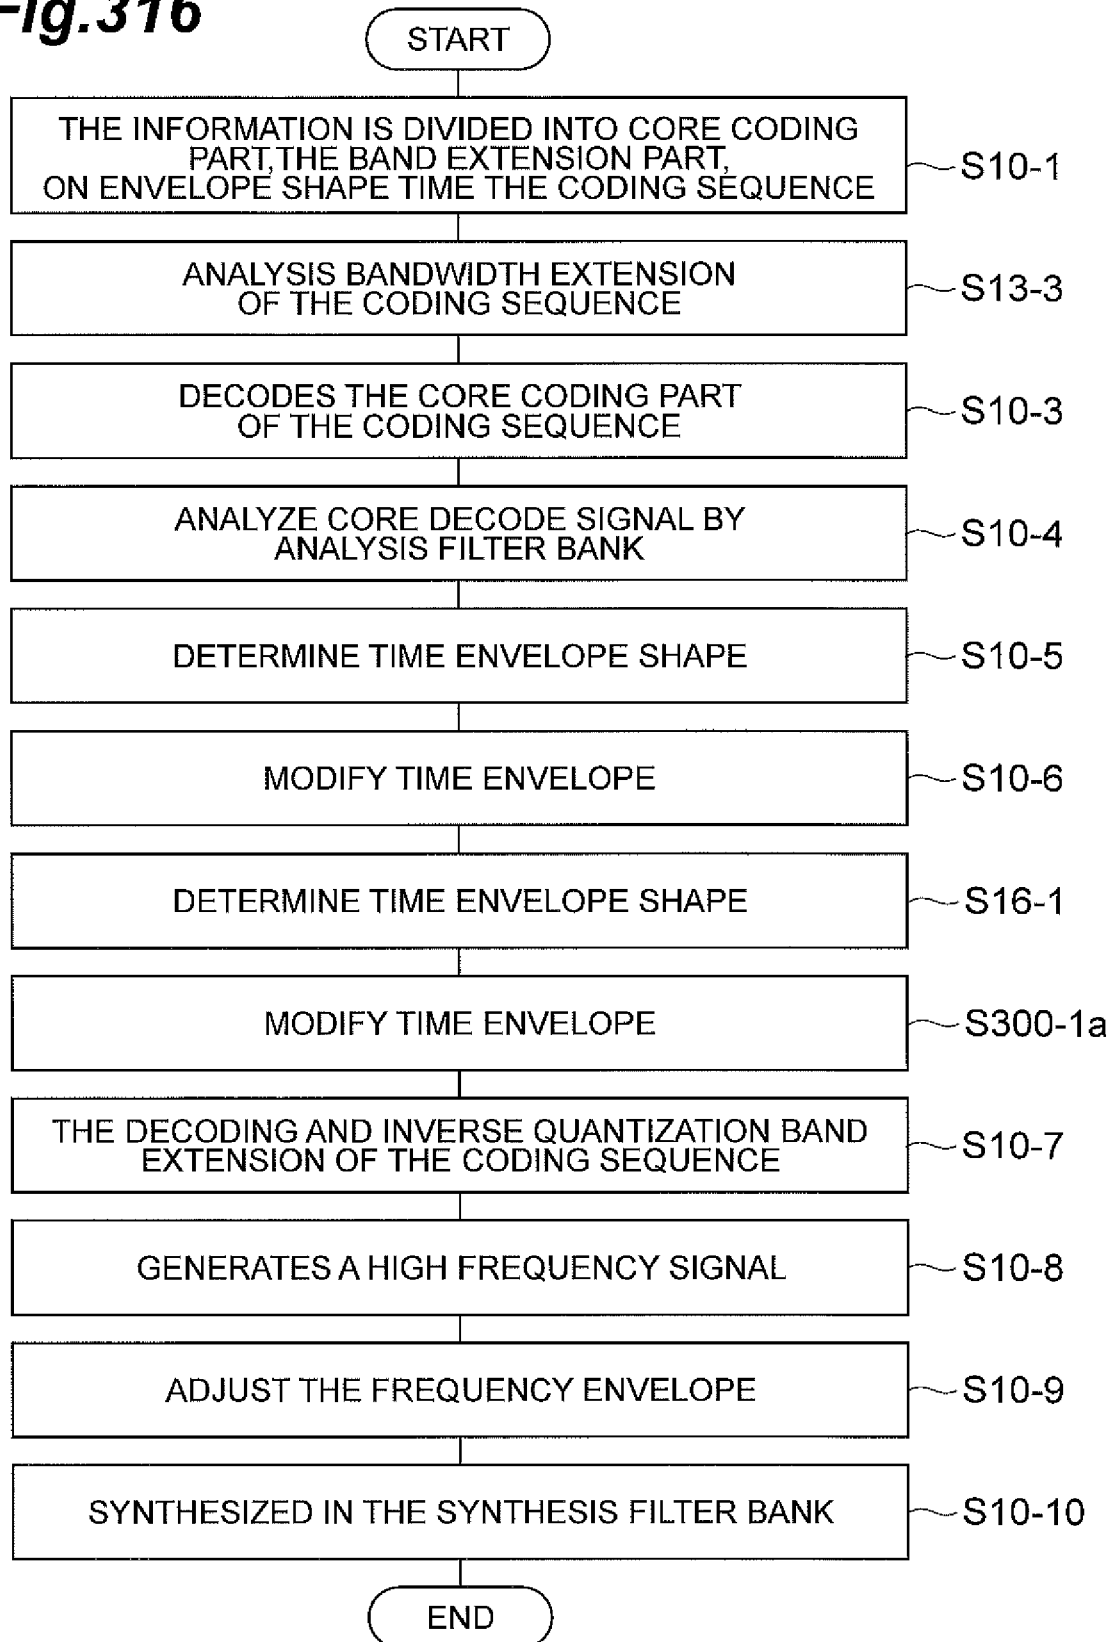 Fig.316
START
THE INFORMATION IS DIVIDED INTO CORE CODING
PART,THE BAND EXTENSION PART,
ON ENVELOPE SHAPE TIME THE CODING SEQUENCE
S10-1
ANALYSIS BANDWIDTH EXTENSION
OF THE CODING SEQUENCE
S13-3
DECODES THE CORE CODING PART
OF THE CODING SEQUENCE
S10-3
ANALYZE CORE DECODE SIGNAL BY
ANALYSIS FILTER BANK
S10-4
DETERMINE TIME ENVELOPE SHAPE
S10-5
MODIFY TIME ENVELOPE
S10-6
DETERMINE TIME ENVELOPE SHAPE
S16-1
MODIFY TIME ENVELOPE
S300-1a
THE DECODING AND INVERSE QUANTIZATION BAND
EXTENSION OF THE CODING SEQUENCE
S10-7
GENERATES A HIGH FREQUENCY SIGNAL
S10-8
ADJUST THE FREQUENCY ENVELOPE
S10-9
SYNTHESIZED IN THE SYNTHESIS FILTER BANK
S10-10
END